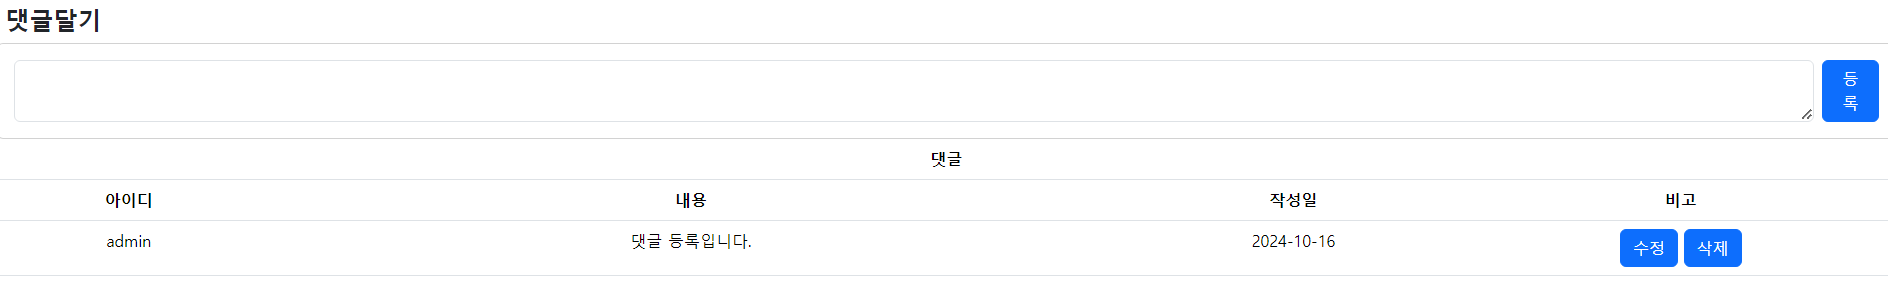 댓글달기
등
록
댓글
아이디 내용 작성일 비고
admin 댓글 등록입니다. 2024-10-16 수정 삭제